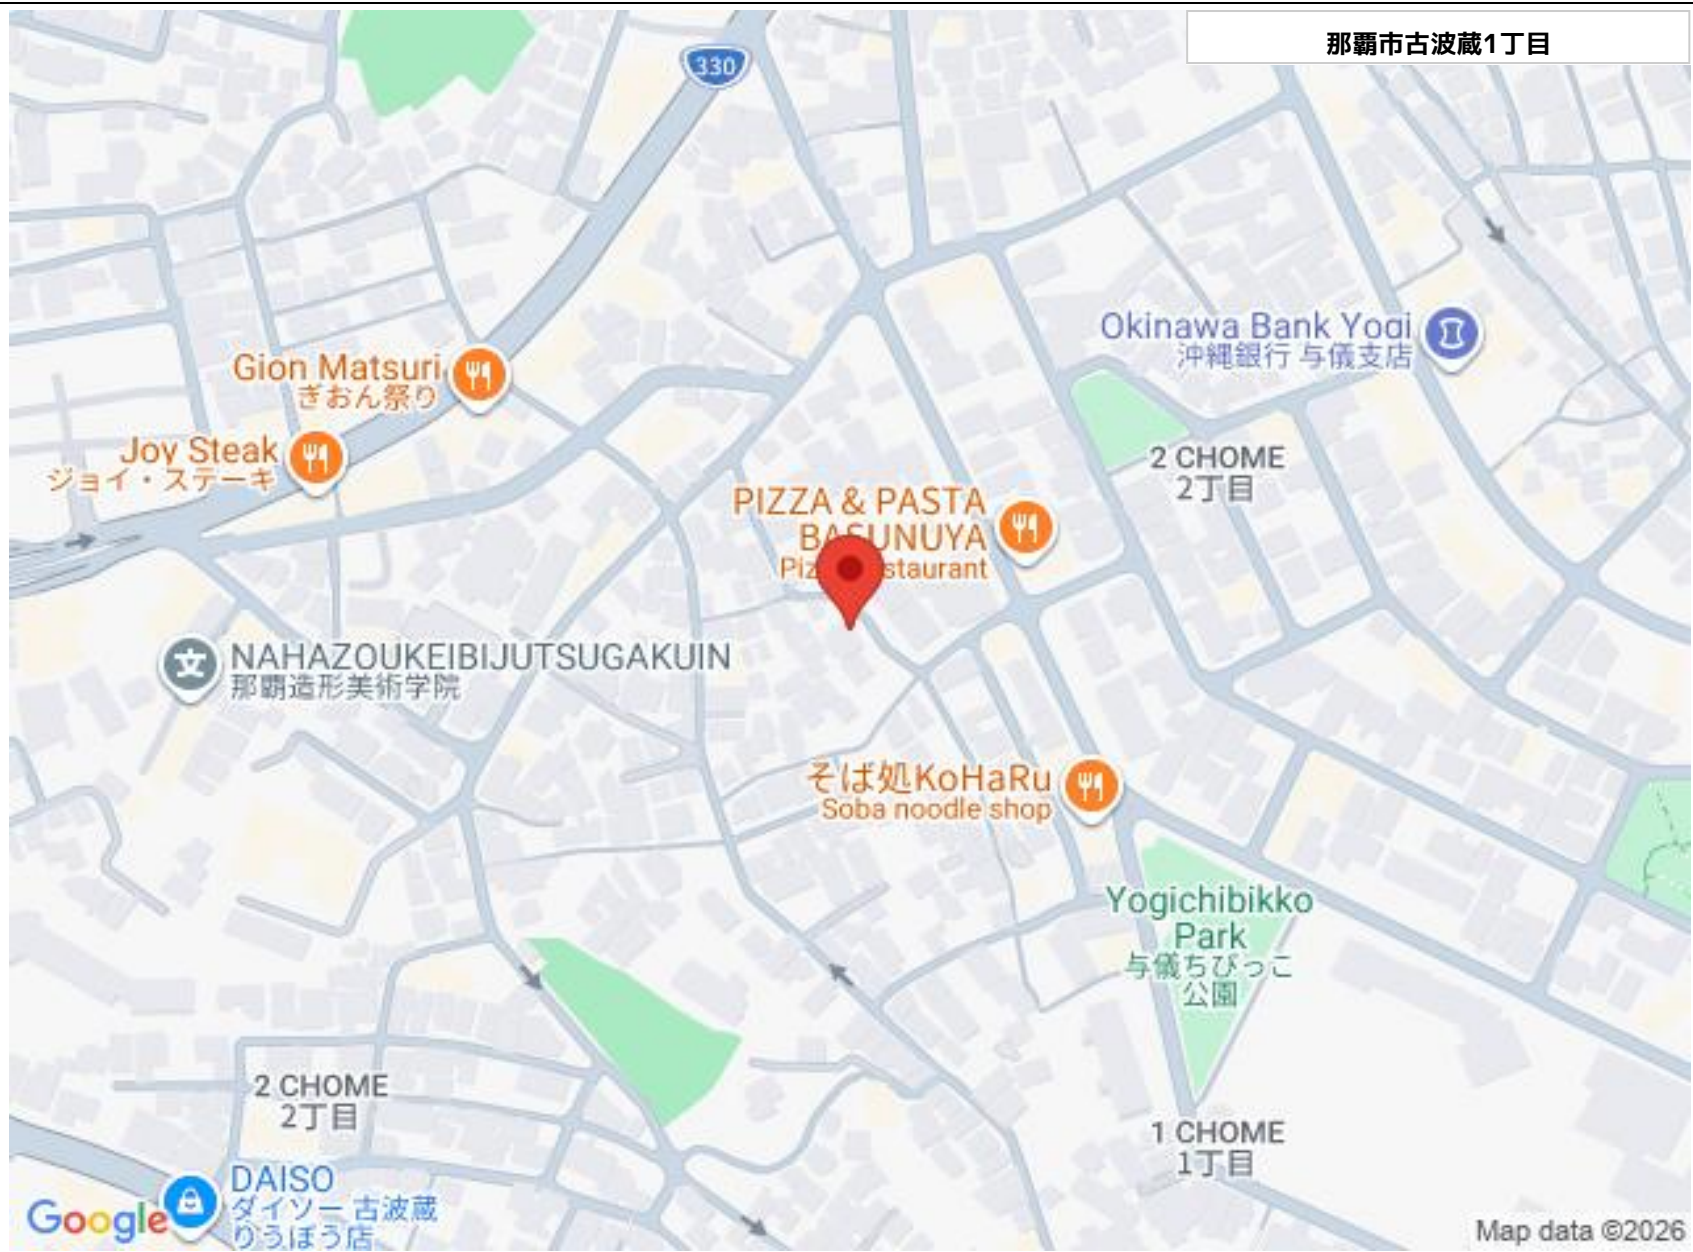 那覇市古波蔵1丁目
330
Okinawa Bank Yogi
沖縄銀行 与儀支店
Gion Matsuri
ぎおん祭り
Joy Steak
ジョイ・ステーキ
2 CHOME
2丁目
PIZZA & PASTA
BASUNUYA
Pizza restaurant
NAHAZOUKEIBIJUTSUGAKUIN
那覇造形美術学院
そば処KoHaRu
Soba noodle shop
Yogichibikko
Park
与儀ちびっこ
公園
2 CHOME
2丁目
1 CHOME
1丁目
DAISO
ダイソー 古波蔵
りうぼう店
Google
Map data ©2026